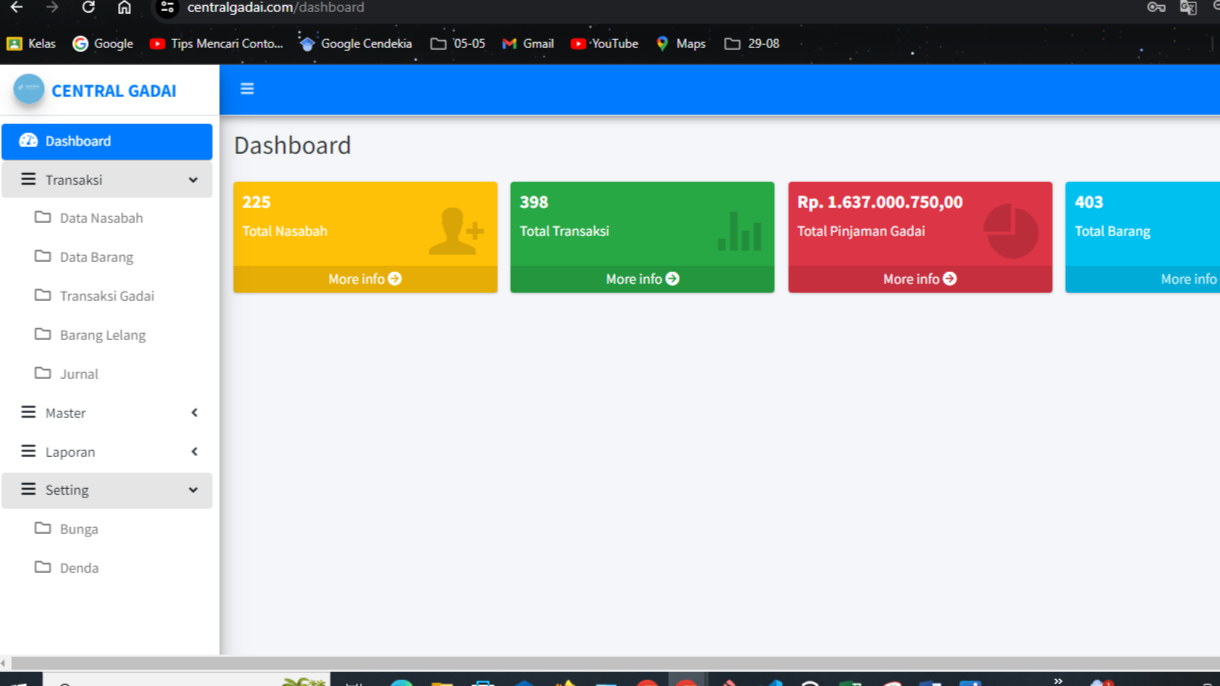 centralgadai.com/dashboard
Kelas Google Tips Mencari Conto... Google Cendekia 05-05 Gmail YouTube Maps 29-08
CENTRAL GADAI
Dashboard
Transaksi
Data Nasabah
Data Barang
Transaksi Gadai
Barang Lelang
Jurnal
Master
Laporan
Setting
Bunga
Denda
Dashboard
225
Total Nasabah
More info
398
Total Transaksi
More info
Rp. 1.637.000.750,00
Total Pinjaman Gadai
More info
403
Total Barang
More info